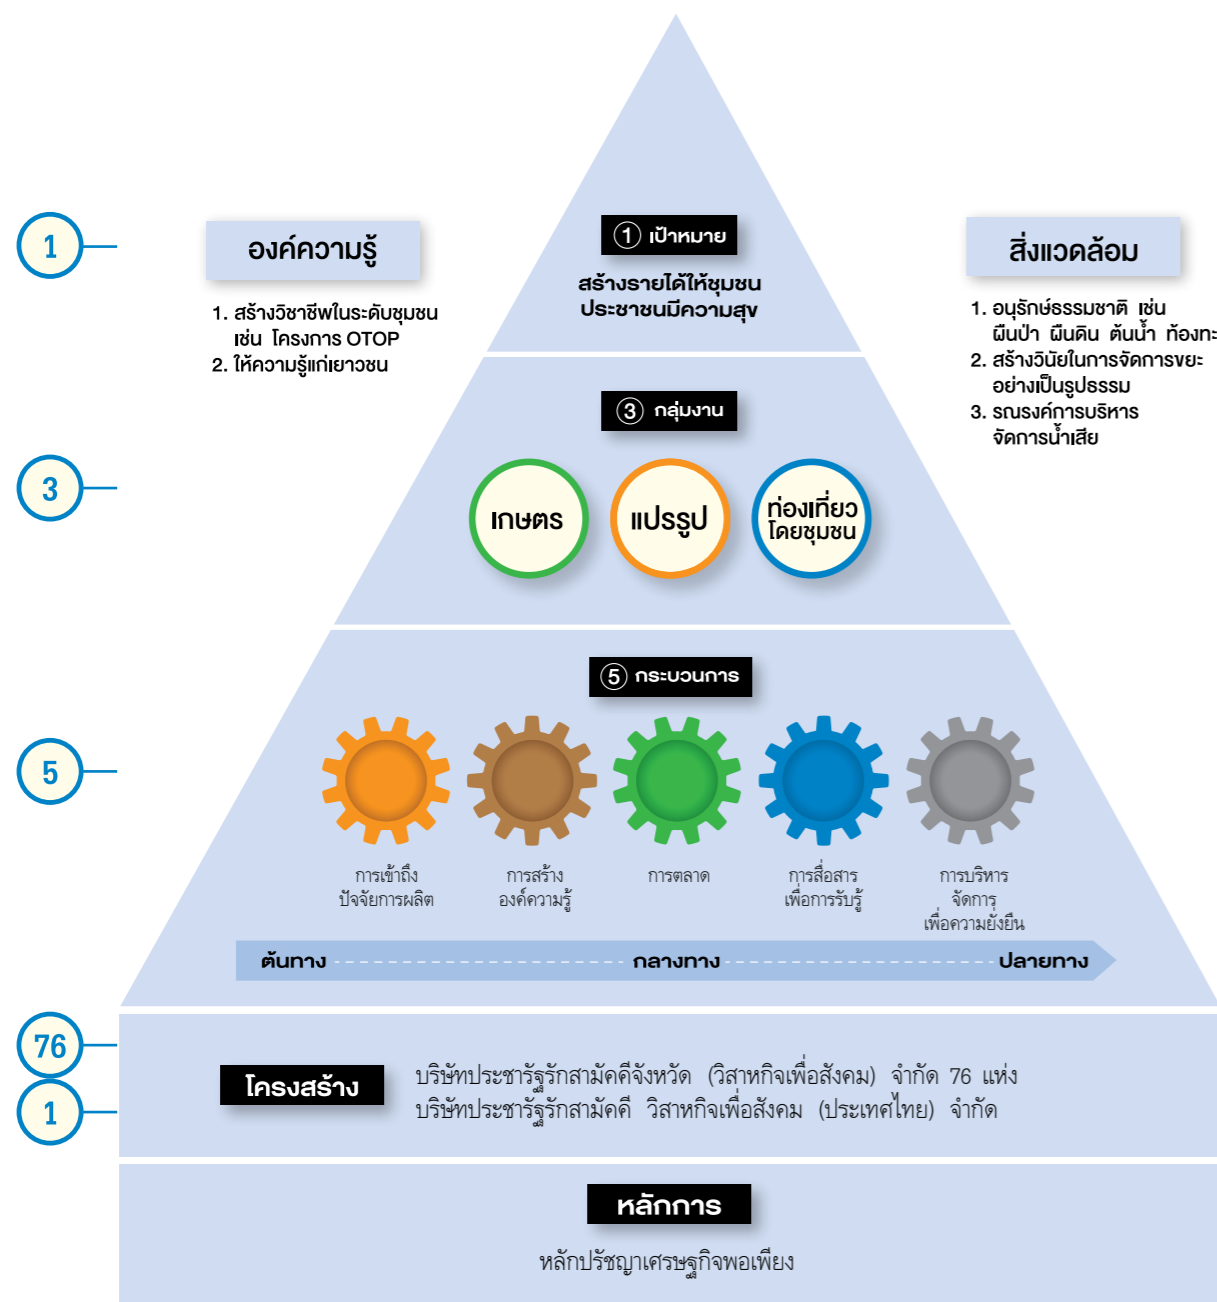 1
องค์ความรู้
1. สร้างวิชาชีพในระดับชุมชน
เช่น โครงการ OTOP
2. ให้ความรู้แก่เยาวชน
1 เป้าหมาย
สร้างรายได้ให้ชุมชน
ประชาชนมีความสุข
สิ่งแวดล้อม
1. อนุรักษ์ธรรมชาติ เช่น
ผืนป่า ผืนดิน ต้นน้ำ ท้องทะ
2. สร้างวินัยในการจัดการขยะ
อย่างเป็นรูปธรรม
3. รณรงค์การบริหาร
จัดการน้ำเสีย
3
3 กลุ่มงาน
เกษตร
แปรรูป
ท่องเที่ยว
โดยชุมชน
5
5 กระบวนการ
การเข้าถึง
ปัจจัยการผลิต
การสร้าง
องค์ความรู้
การตลาด
การสื่อสาร
เพื่อการรับรู้
การบริหาร
จัดการ
เพื่อความยั่งยืน
ต้นทาง กลางทาง ปลายทาง
76
1
โครงสร้าง
บริษัทประชารัฐรักสามัคคีจังหวัด (วิสาหกิจเพื่อสังคม) จำกัด 76 แห่ง
บริษัทประชารัฐรักสามัคคี วิสาหกิจเพื่อสังคม (ประเทศไทย) จำกัด
หลักการ
หลักปรัชญาเศรษฐกิจพอเพียง